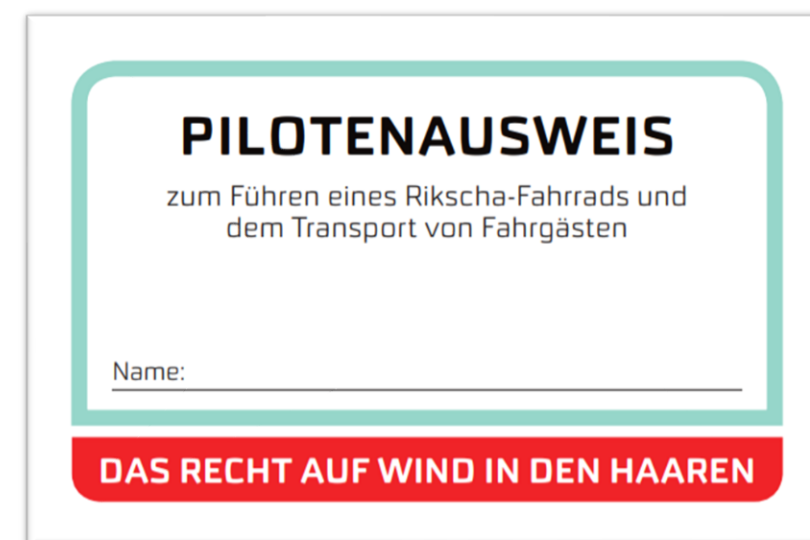 PILOTENAUSWEIS
zum Führen eines Rikscha-Fahrrads und
dem Transport von Fahrgästen
Name:
DAS RECHT AUF WIND IN DEN HAAREN